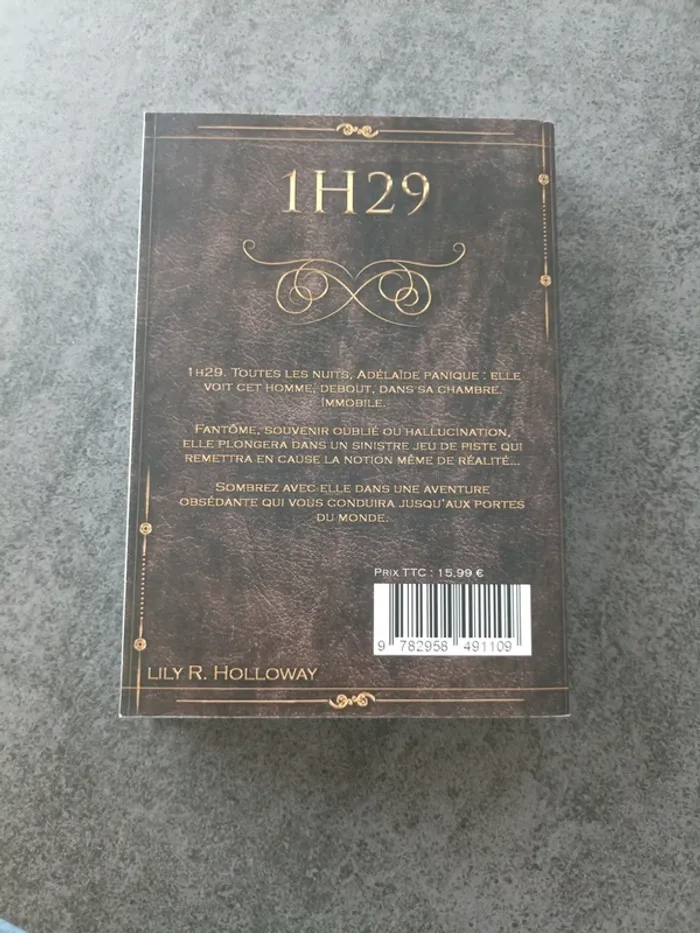 1H29
1H29. Toutes les nuits, Adélaïde panique : elle
voit cet homme, debout, dans sa chambre.
Immobile.
Fantôme, souvenir oublié ou hallucination,
elle plongera dans un sinistre jeu de piste qui
remettra en cause la notion même de réalité...
Sombrez avec elle dans une aventure
obsédante qui vous conduira jusqu'aux portes
du monde.
Prix TTC : 15.99 €
9 782958 491109
Lily R. Holloway